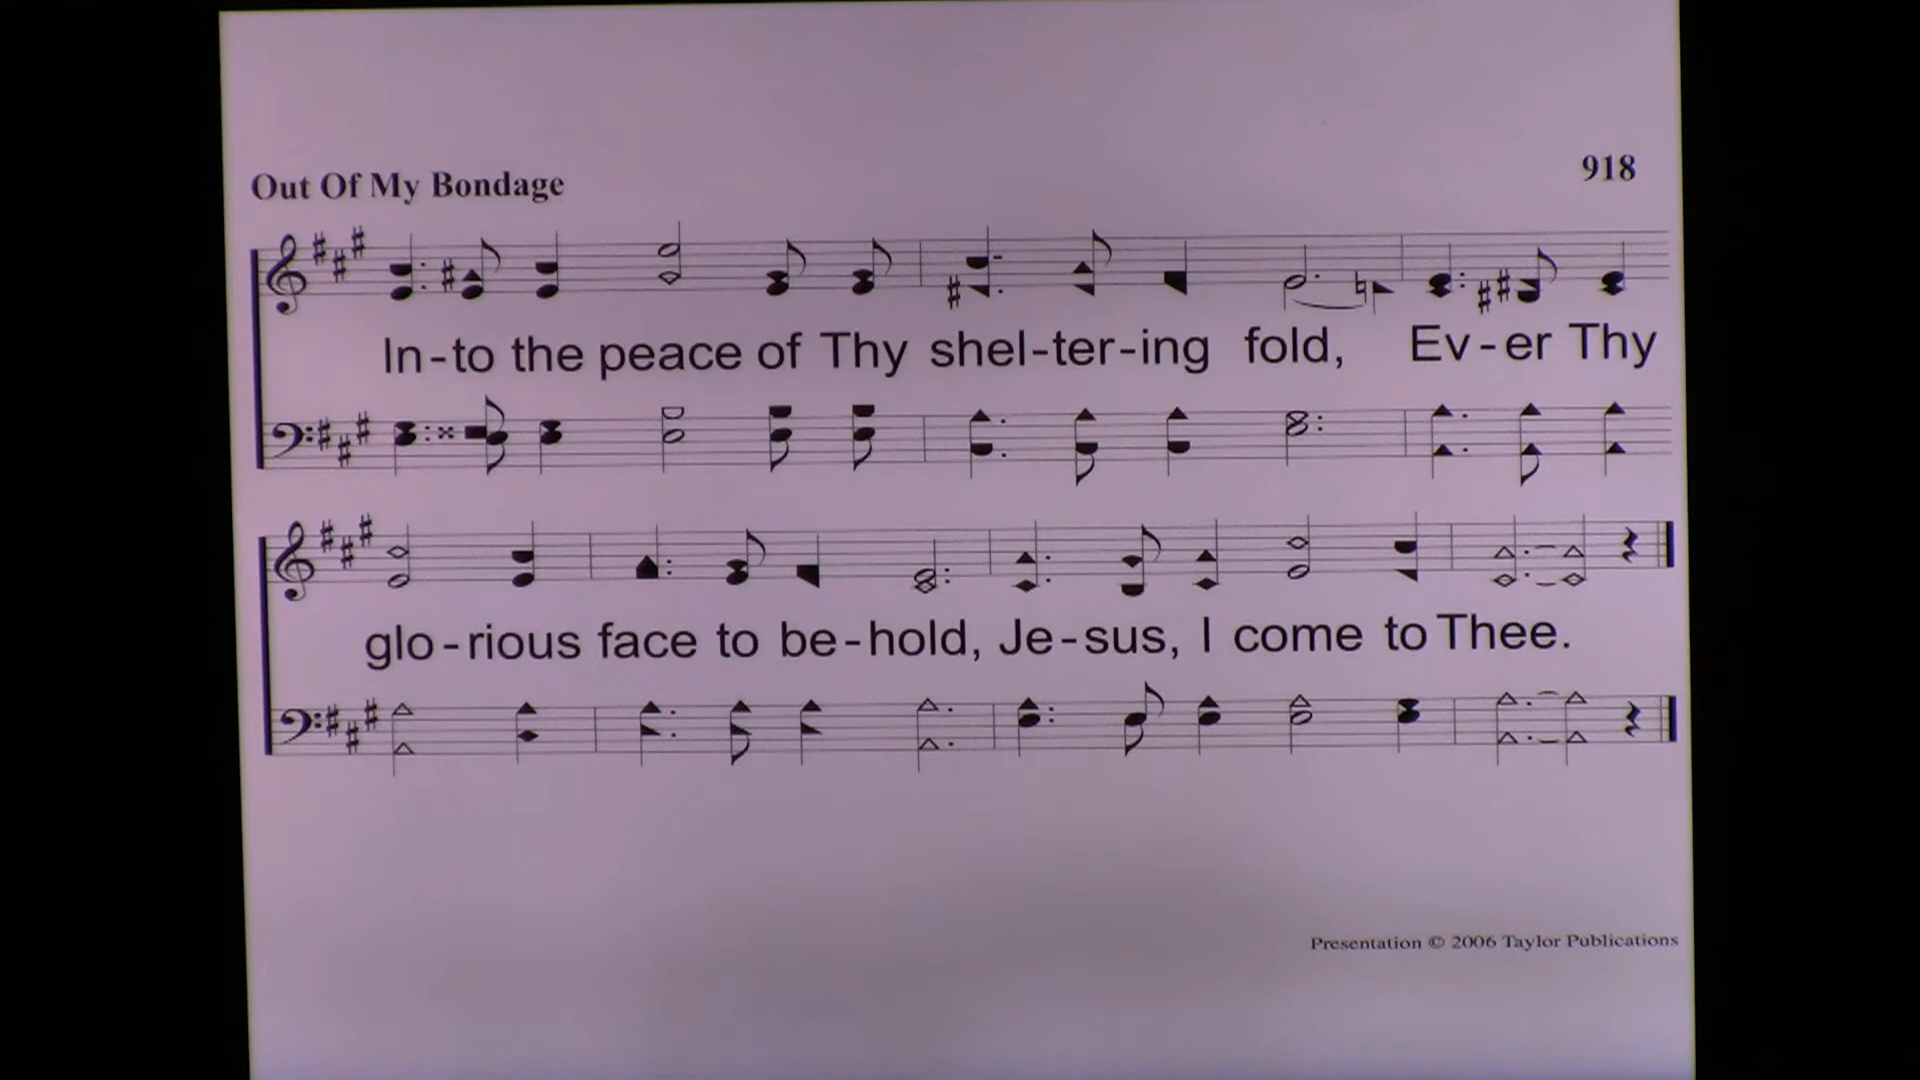 Out Of My Bondage
918
In-to the peace of Thy shel-ter-ing fold, Ev-er Thy
glo-rious face to be-hold, Je-sus, I come to Thee.
Presentation © 2006 Taylor Publications